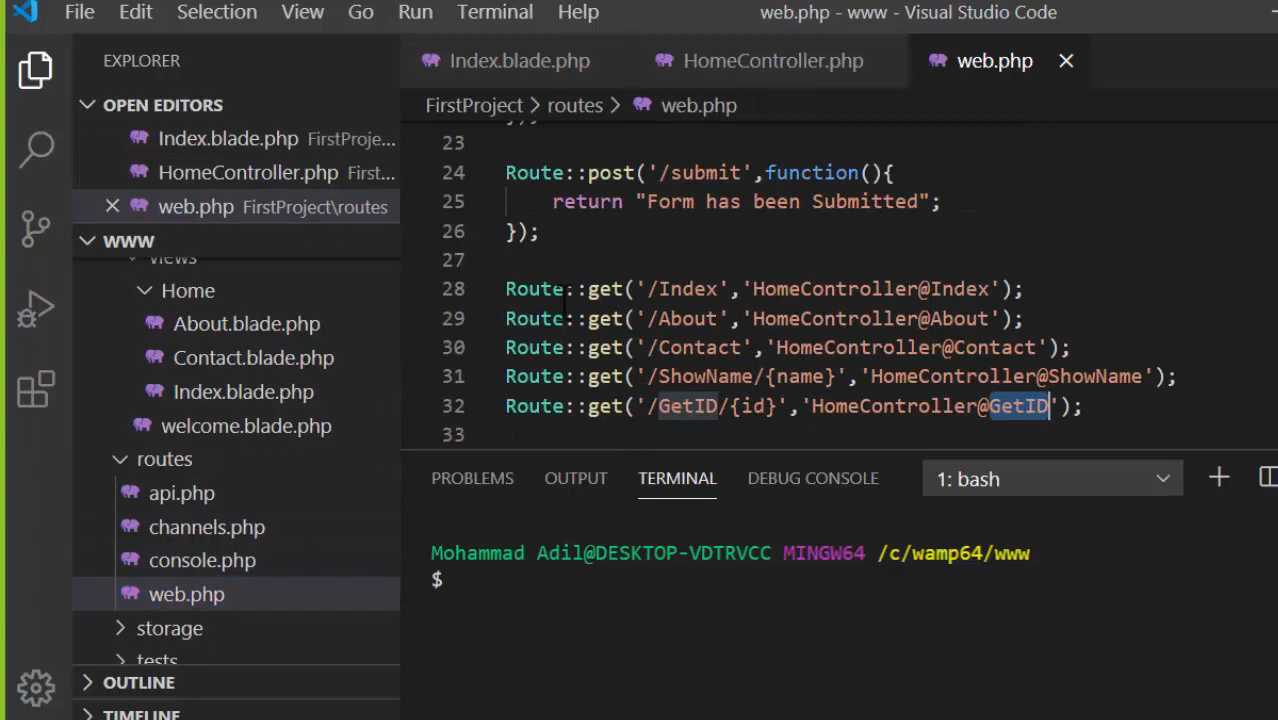 File Edit Selection View Go Run Terminal Help web.php - www - Visual Studio Code
EXPLORER
OPEN EDITORS
Index.blade.php FirstProje...
HomeController.php First...
web.php FirstProject\routes
WWW
views
Home
About.blade.php
Contact.blade.php
Index.blade.php
welcome.blade.php
routes
api.php
channels.php
console.php
web.php
storage
tests
OUTLINE
TIMELINE
Index.blade.php HomeController.php web.php
FirstProject > routes > web.php
23
24 Route::post('/submit',function(){
25 return "Form has been Submitted";
26 });
27
28 Route::get('/Index','HomeController@Index');
29 Route::get('/About','HomeController@About');
30 Route::get('/Contact','HomeController@Contact');
31 Route::get('/ShowName/{name}','HomeController@ShowName');
32 Route::get('/GetID/{id}','HomeController@GetID');
33
PROBLEMS OUTPUT TERMINAL DEBUG CONSOLE 1: bash
Mohammad Adil@DESKTOP-VDTRVCC MINGW64 /c/wamp64/www
$